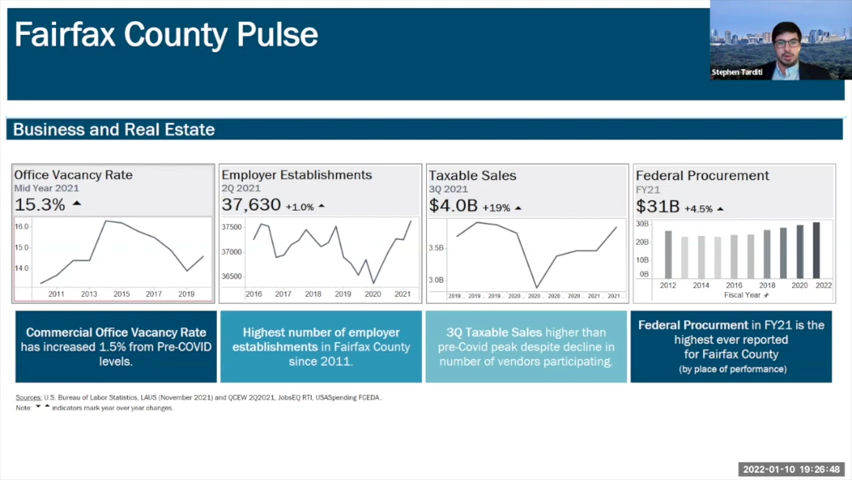 Fairfax County Pulse
Stephen Tarditi
Business and Real Estate
Office Vacancy Rate
Mid Year 2021
15.3%
16.0
15.0
14.0
2011 2013 2015 2017 2019
Employer Establishments
2Q 2021
37,630 +1.0%
37500
37000
36500
2016 2017 2018 2019 2020 2021
Taxable Sales
3Q 2021
$4.0B +19%
3.5B
3.0B
2019 .. 2019 .. 2019 .. 2020 .. 2020 .. 2020 .. 2021 .. 2021 ..
Federal Procurement
FY21
$31B +4.5%
30B
20B
10B
0B
2012 2014 2016 2018 2020 2022
Fiscal Year
Commercial Office Vacancy Rate
has increased 1.5% from Pre-COVID
levels.
Highest number of employer
establishments in Fairfax County
since 2011.
3Q Taxable Sales higher than
pre-Covid peak despite decline in
number of vendors participating.
Federal Procurment in FY21 is the
highest ever reported
for Fairfax County
(by place of performance)
Sources: U.S. Bureau of Labor Statistics, LAUS (November 2021) and QCEW 2Q2021, JobsEQ RTI, USASpending FCEDA.
Note: indicators mark year over year changes.
2022-01-10 19:26:48